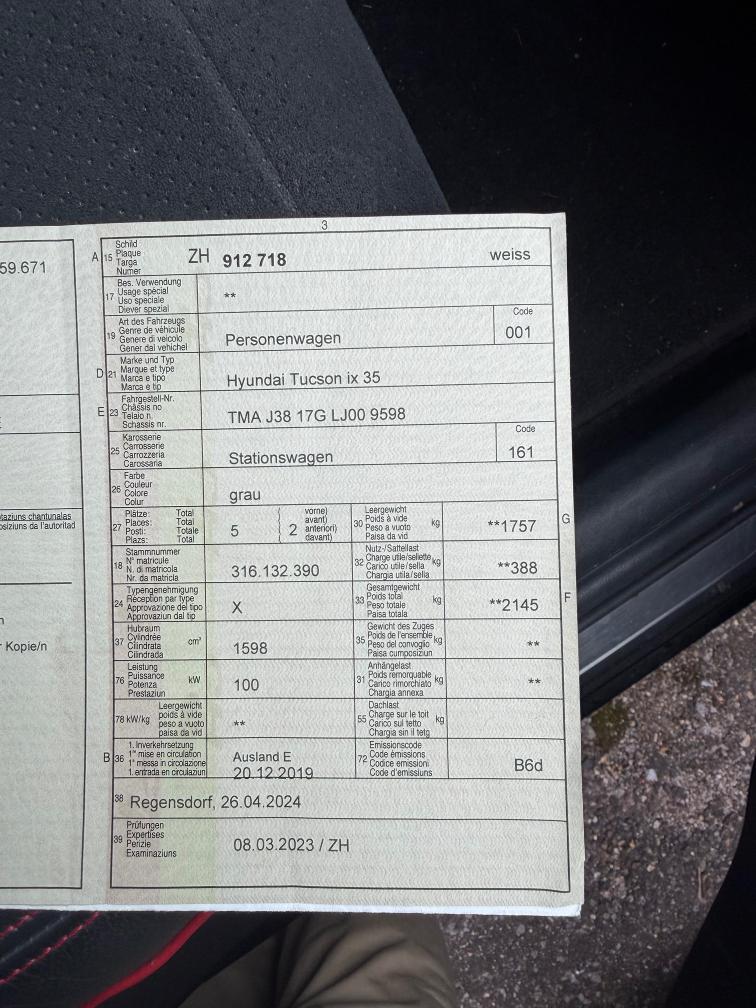 3
59.671
A 15 Schild
Plaque
Targa
Numer
ZH 912 718 weiss
17 Bes. Verwendung
Usage spécial
Uso speciale
Diever spezial
**
19 Art des Fahrzeugs
Genre de véhicule
Genere di veicolo
Gener dal vehichel
Personenwagen
Code
001
D 21 Marke und Typ
Marque et type
Marca e tipo
Marca e tip
Hyundai Tucson ix 35
E 23 Fahrgestell-Nr.
Châssis no
Telaio n.
Schassis nr.
TMA J38 17G LJ00 9598
25 Karosserie
Carrosserie
Carrozzeria
Carossaria
Stationswagen
Code
161
26 Farbe
Couleur
Colore
Colur
grau
27 Plätze: Total
Places: Total
Posti: Totale
Plazs: Total
5
2
vorne)
avant)
anteriori)
davant)
30 Leergewicht
Poids à vide kg
Peso a vuoto
Paisa da vid
**1757
G
18 Stammnummer
N° matricule
N. di matricola
Nr. da matricla
316.132.390
32 Nutz-/Sattellast
Charge utile/sellette kg
Carico utile/sella
Chargia utila/sella
**388
24 Typengenehmigung
Réception par type
Approvazione del tipo
Approvaziun dal tip
X
33 Gesamtgewicht
Poids total kg
Peso totale
Paisa totala
**2145
F
37 Hubraum
Cylindrée cm³
Cilindrata
Cilindrada
1598
35 Gewicht des Zuges
Poids de l'ensemble kg
Peso del convoglio
Paisa cumposiziun
**
76 Leistung
Puissance kW
Potenza
Prestaziun
100
31 Anhängelast
Poids remorquable kg
Carico rimorchiato
Chargia annexa
**
78 kW/kg Leergewicht
poids à vide
peso a vuoto
paisa da vid
**
55 Dachlast
Charge sur le toit kg
Carico sul tetto
Chargia sin il tetg
B 36 1. Inverkehrsetzung
1re mise en circulation
1a messa in circolazione
1. entrada en circulaziun
Ausland E
20.12.2019
72 Emissionscode
Code émissions
Codice emissioni
Code d'emissiuns
B6d
38 Regensdorf, 26.04.2024
39 Prüfungen
Expertises
Perizie
Examinaziuns
08.03.2023 / ZH
taziuns chantunalas
osiziuns da l'autoritad
Kopie/n